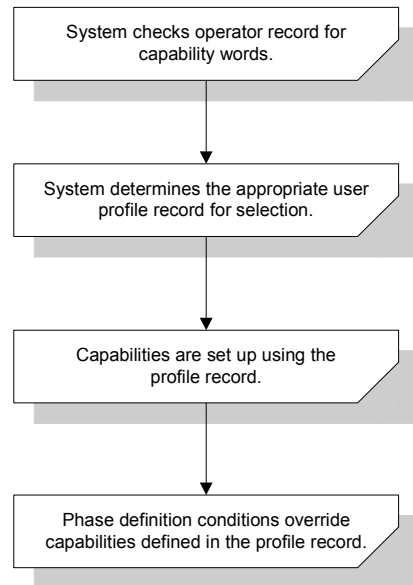 System checks operator record for
capability words.
System determines the appropriate user
profile record for selection.
Capabilities are set up using the
profile record.
Phase definition conditions override
capabilities defined in the profile record.